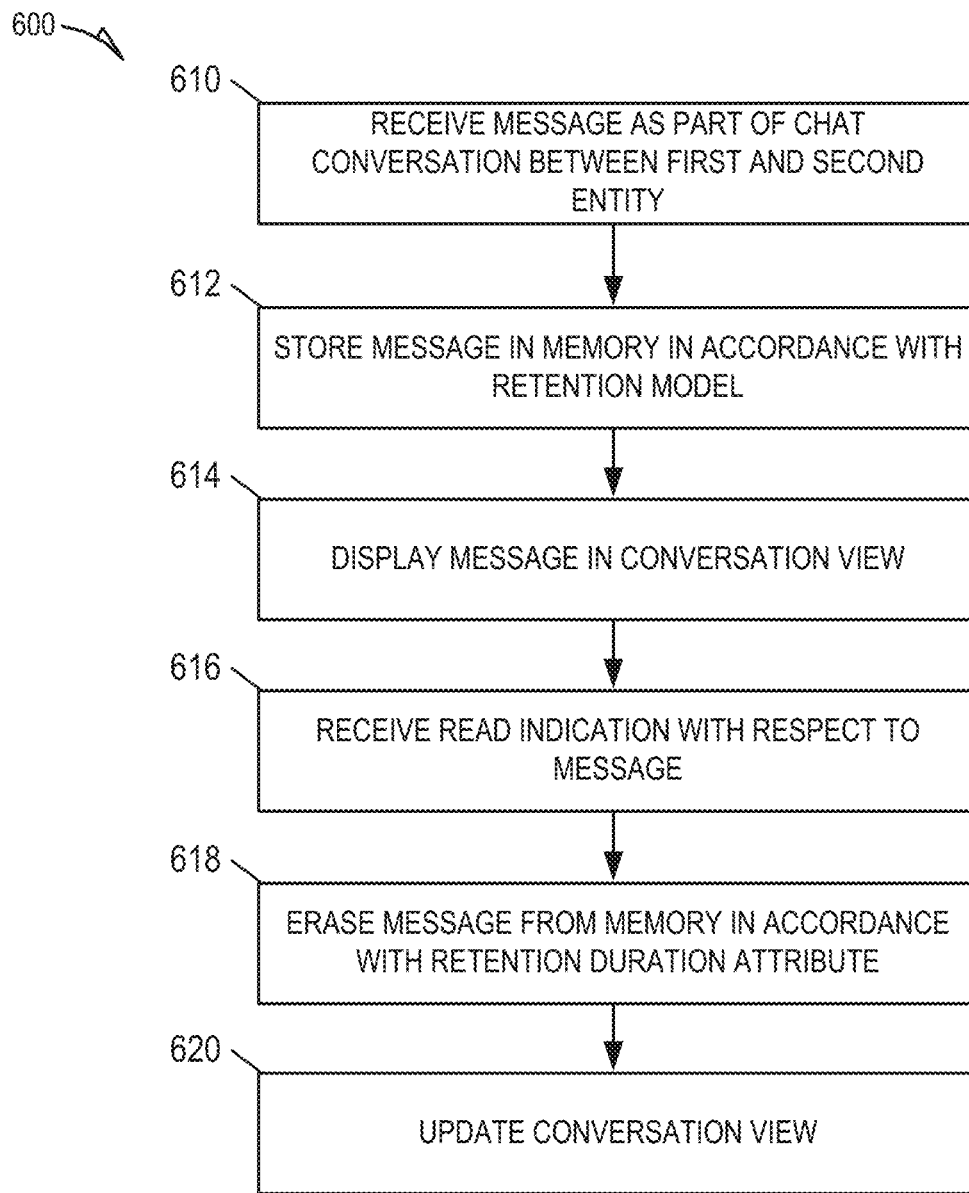 600
610
RECEIVE MESSAGE AS PART OF CHAT
CONVERSATION BETWEEN FIRST AND SECOND
ENTITY
612
STORE MESSAGE IN MEMORY IN ACCORDANCE WITH
RETENTION MODEL
614
DISPLAY MESSAGE IN CONVERSATION VIEW
616
RECEIVE READ INDICATION WITH RESPECT TO
MESSAGE
618
ERASE MESSAGE FROM MEMORY IN ACCORDANCE
WITH RETENTION DURATION ATTRIBUTE
620
UPDATE CONVERSATION VIEW